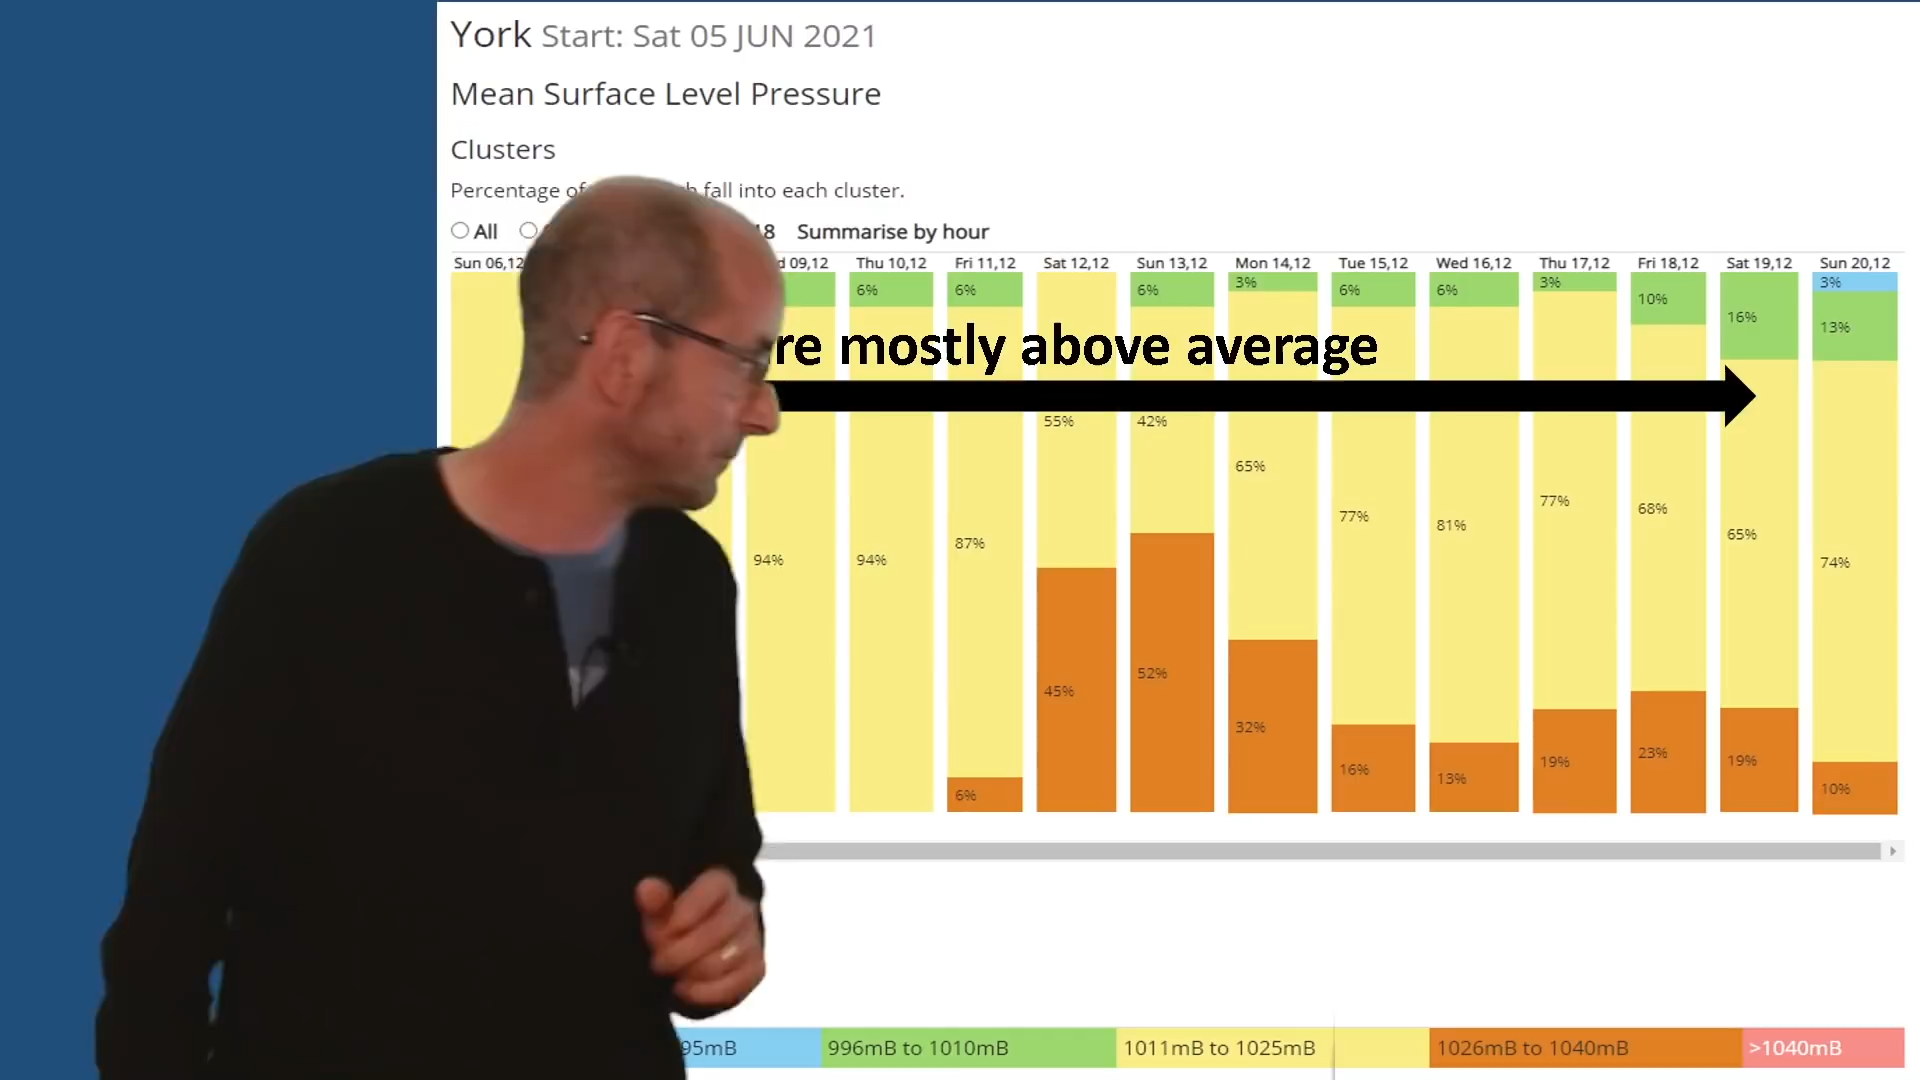 York Start: Sat 05 JUN 2021
Mean Surface Level Pressure
Clusters
Percentage of fall into each cluster.
All 18 Summarise by hour
Sun 06,12 09,12 Thu 10,12 Fri 11,12 Sat 12,12 Sun 13,12 Mon 14,12 Tue 15,12 Wed 16,12 Thu 17,12 Fri 18,12 Sat 19,12 Sun 20,12
6% 6% 6% 3% 6% 6% 3% 10% 16% 3%
13%
mostly above average
55% 42% 65% 77% 81% 77% 68% 65% 74%
94% 94% 87%
45% 52% 32% 16% 13% 19% 23% 19% 10%
6%
95mB 996mB to 1010mB 1011mB to 1025mB 1026mB to 1040mB >1040mB